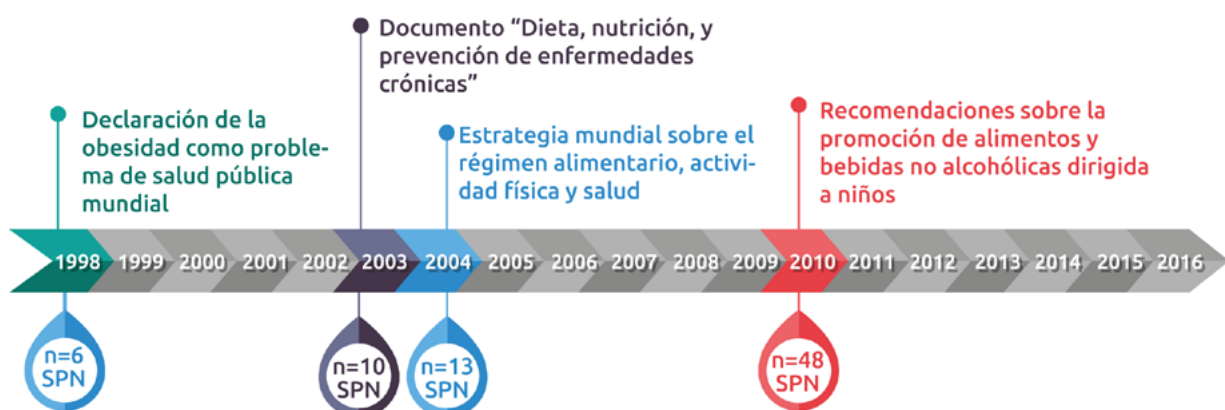 Documento “Dieta, nutrición, y
prevención de enfermedades
crónicas”
Declaración de la
obesidad como proble-
ma de salud pública
mundial
Estrategia mundial sobre el
régimen alimentario, activi-
dad física y salud
Recomendaciones sobre la
promoción de alimentos y
bebidas no alcohólicas dirigida
a niños
1998 1999 2000 2001 2002 2003 2004 2005 2006 2007 2008 2009 2010 2011 2012 2013 2014 2015 2016
n=6
SPN
n=10
SPN
n=13
SPN
n=48
SPN